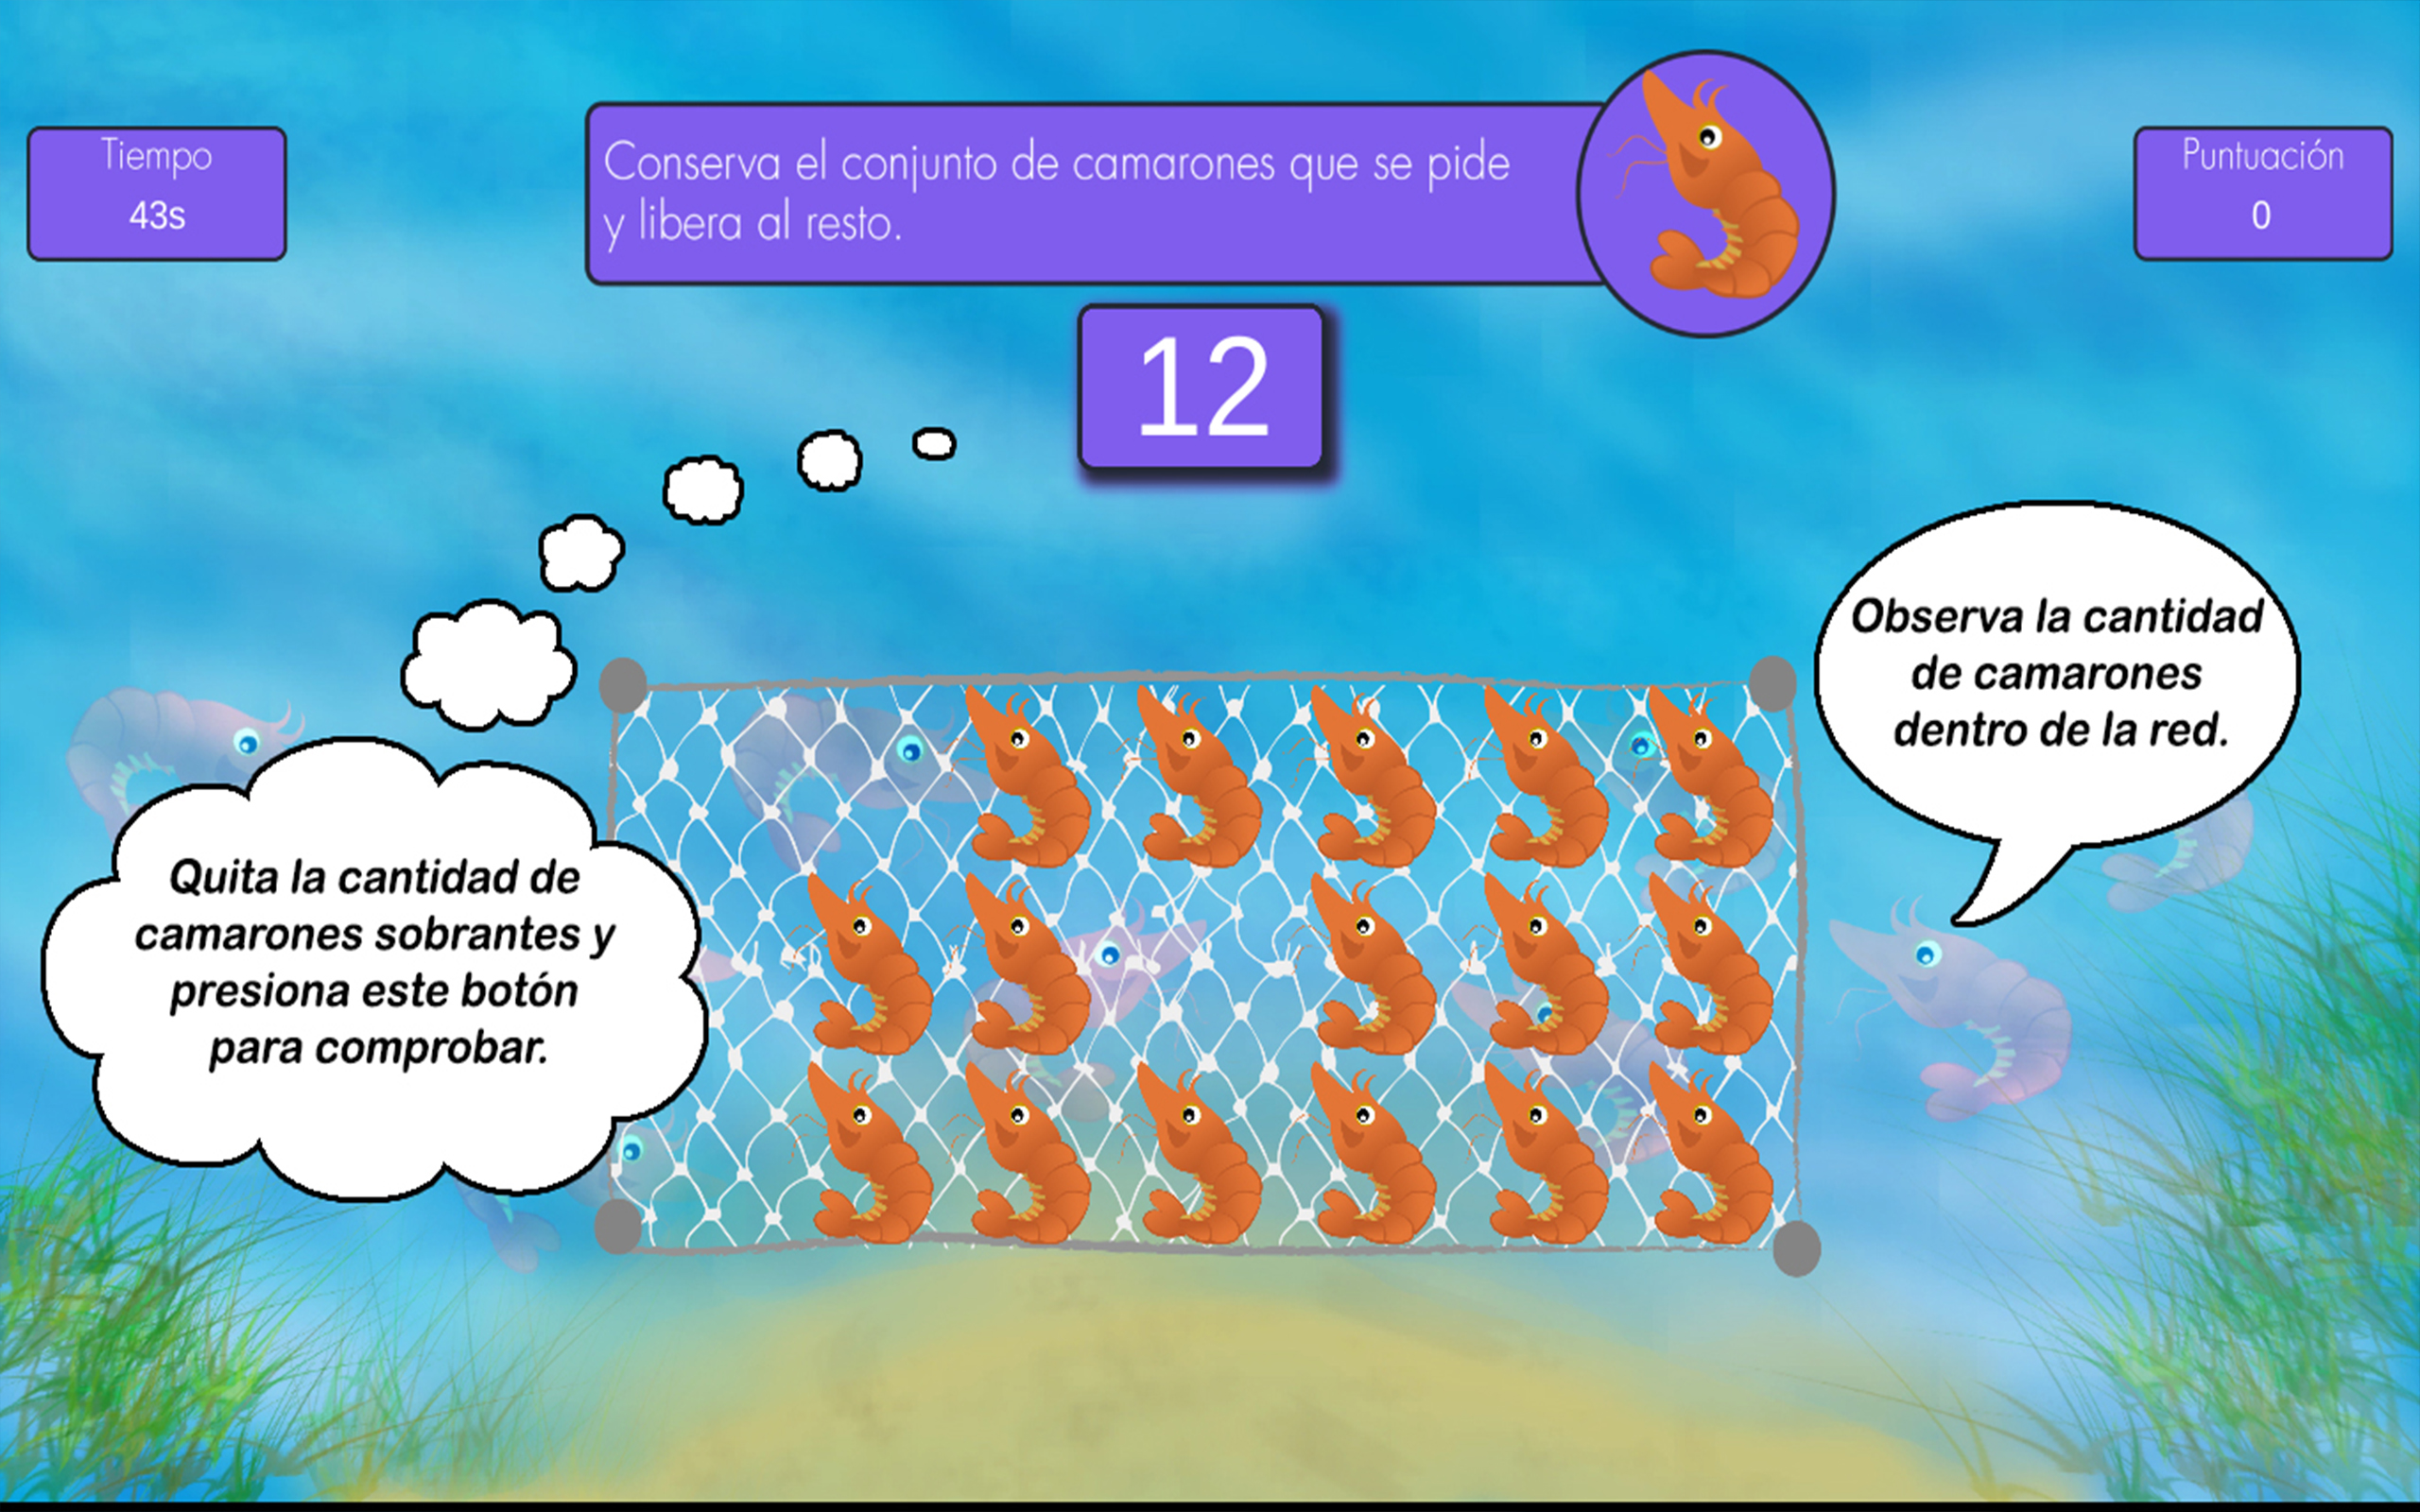 Tiempo
43s
Conserva el conjunto de camarones que se pide
y libera al resto.
Puntuación
0
12
Observa la cantidad
de camarones
dentro de la red.
Quita la cantidad de
camarones sobrantes y
presiona este botón
para comprobar.